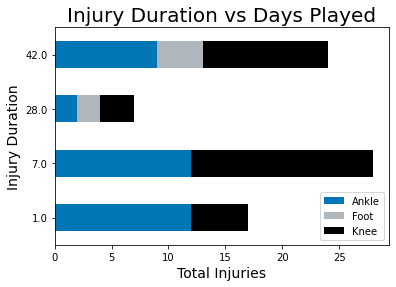 Injury Duration vs Days Played
Injury Duration
42.0
28.0
7.0
1.0
0
5
10
15
20
25
Total Injuries
Ankle
Foot
Knee